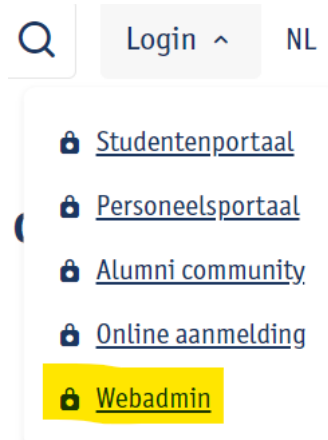 Login NL
Studentenportaal
Personeelsportaal
Alumni community
Online aanmelding
Webadmin